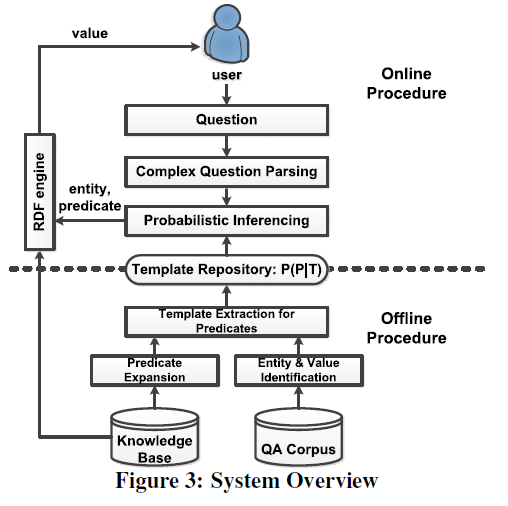 value
user
Online
Procedure
Question
Complex Question Parsing
RDF engine
entity,
predicate
Probabilistic Inferencing
Template Repository: P(P|T)
Template Extraction for
Predicates
Offline
Procedure
Predicate
Expansion
Entity & Value
Identification
Knowledge
Base
QA Corpus
Figure 3: System Overview